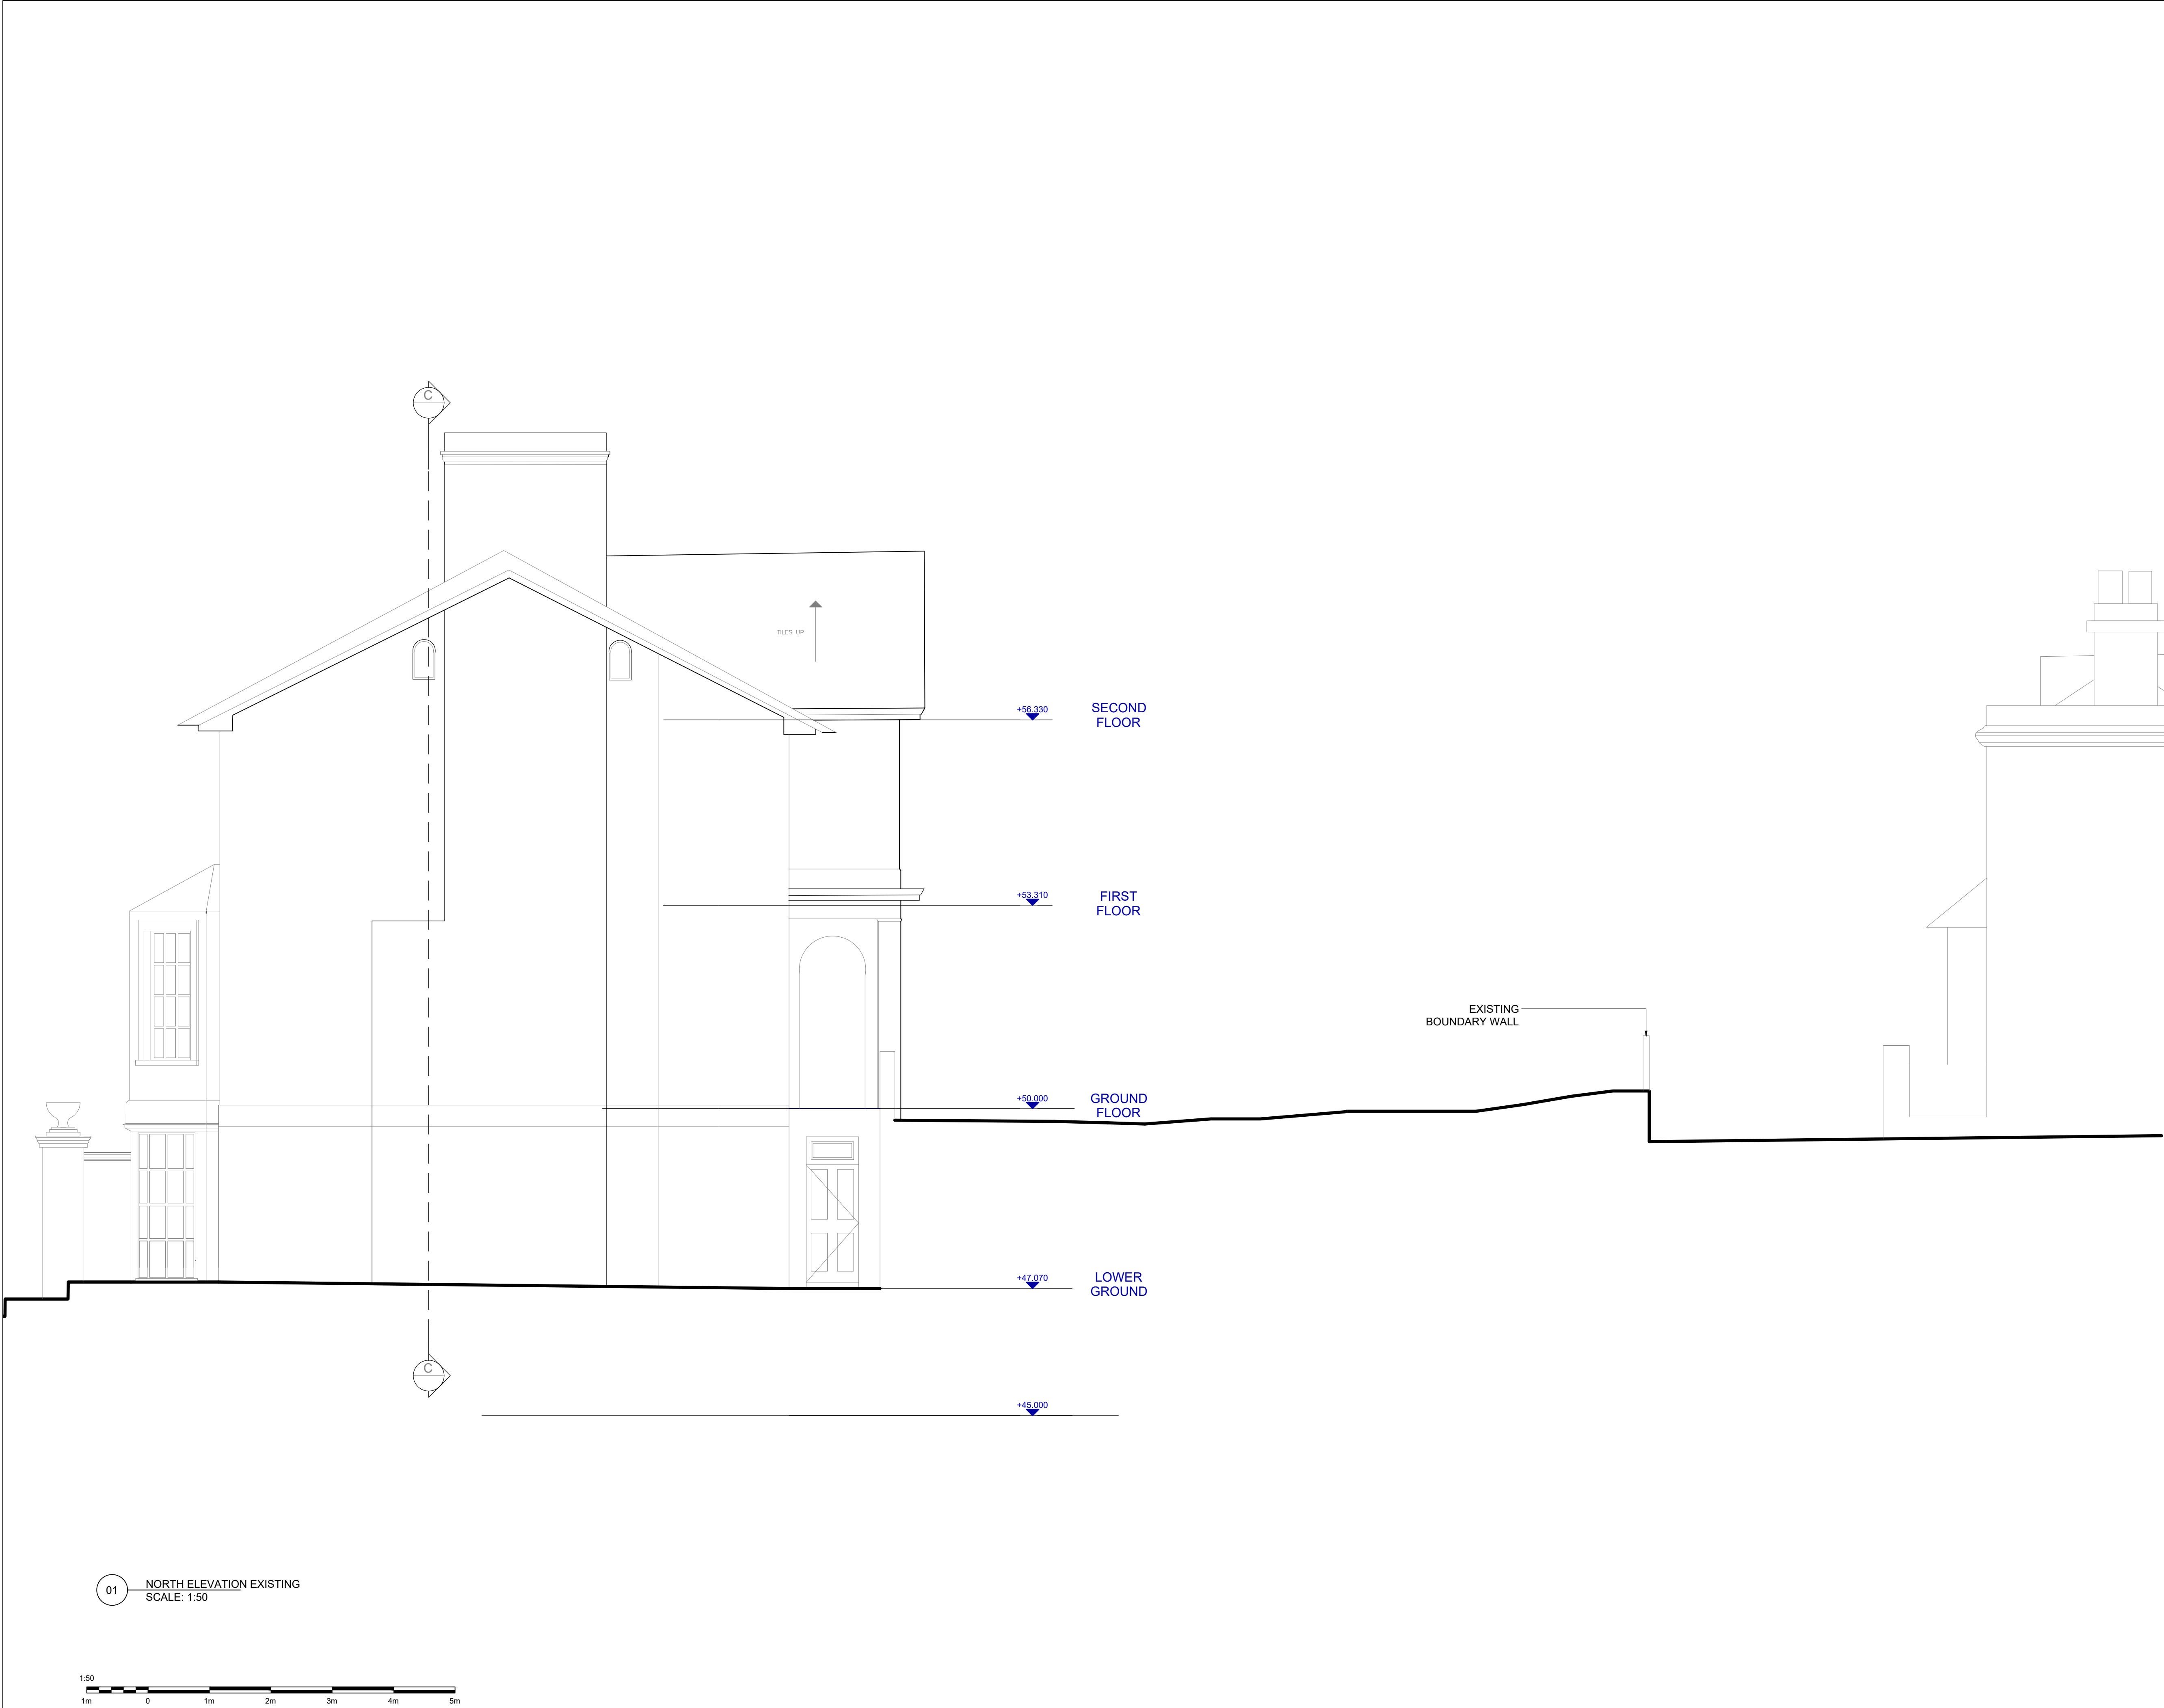 C
TILES UP
+56.330
SECOND
FLOOR
+53.310
FIRST
FLOOR
EXISTING
BOUNDARY WALL
+50.000
GROUND
FLOOR
+47.070
LOWER
GROUND
C
+45.000
01
NORTH ELEVATION EXISTING
SCALE: 1:50
1:50
1m 0 1m 2m 3m 4m 5m